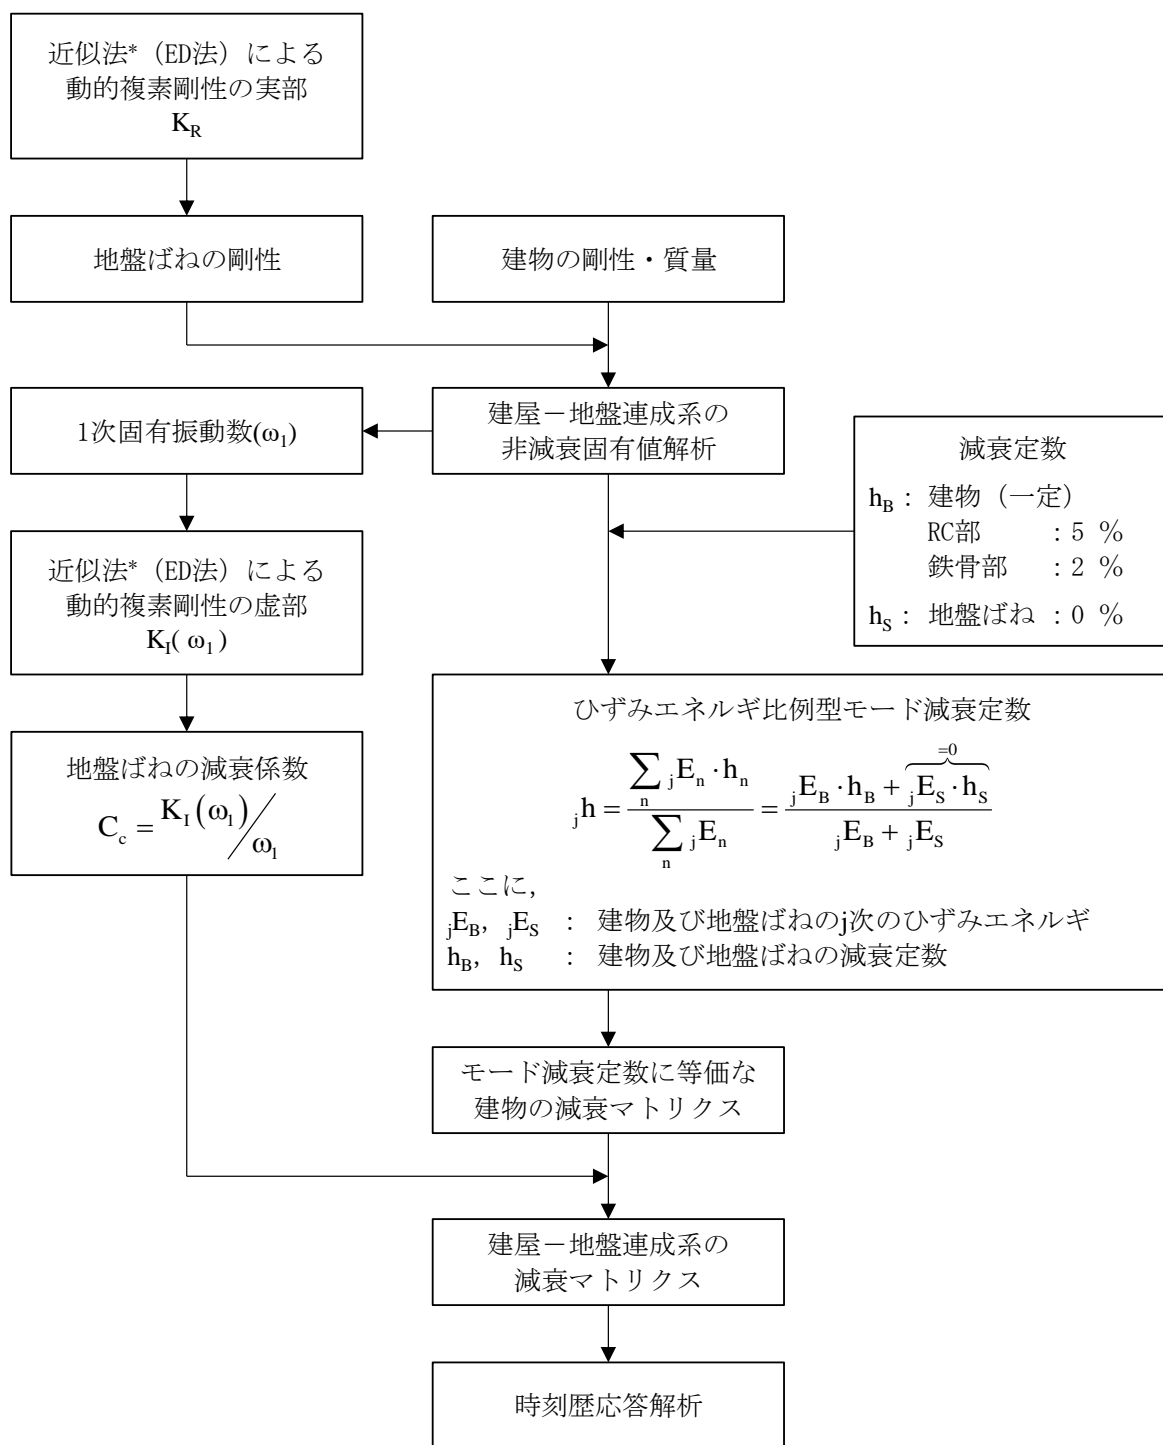 近似法*（ED法）による
動的複素剛性の実部
K_R
地盤ばねの剛性
建物の剛性・質量
建屋－地盤連成系の
非減衰固有値解析
1次固有振動数(ω_1)
減衰定数
h_B : 建物（一定）
RC部 : 5 %
鉄骨部 : 2 %
h_S : 地盤ばね : 0 %
近似法*（ED法）による
動的複素剛性の虚部
K_I( ω_1 )
地盤ばねの減衰係数
C_c = K_I(ω_1)/ω_1
ひずみエネルギ比例型モード減衰定数
_jh = \frac{\sum_n {}_jE_n・h_n}{\sum_n {}_jE_n} = \frac{{}_jE_B・h_B + \overbrace{{}_jE_S・h_S}^{=0}}{{}_jE_B + {}_jE_S}
ここに,
_jE_B, _jE_S : 建物及び地盤ばねのj次のひずみエネルギ
h_B, h_S : 建物及び地盤ばねの減衰定数
モード減衰定数に等価な
建物の減衰マトリクス
建屋－地盤連成系の
減衰マトリクス
時刻歴応答解析